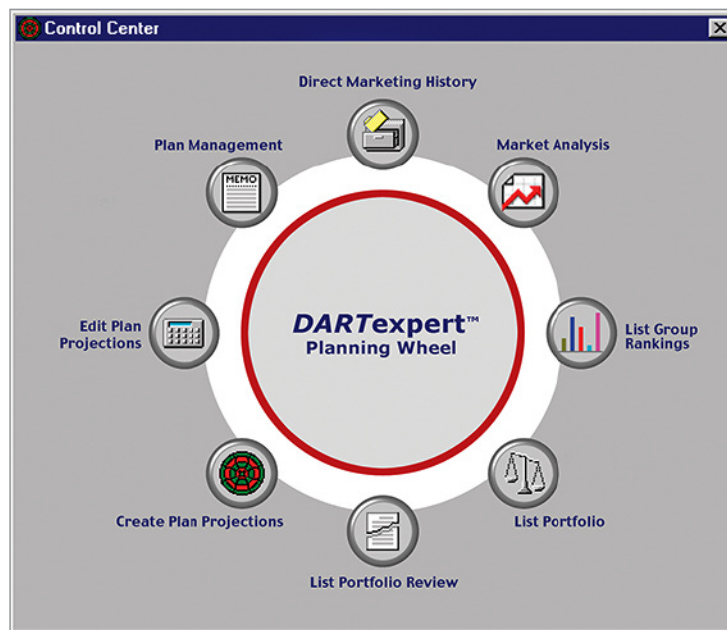 Control Center
Direct Marketing History
Plan Management
MEMO
Market Analysis
Edit Plan
Projections
DARTexpert™
Planning Wheel
List Group
Rankings
Create Plan Projections
List Portfolio
List Portfolio Review